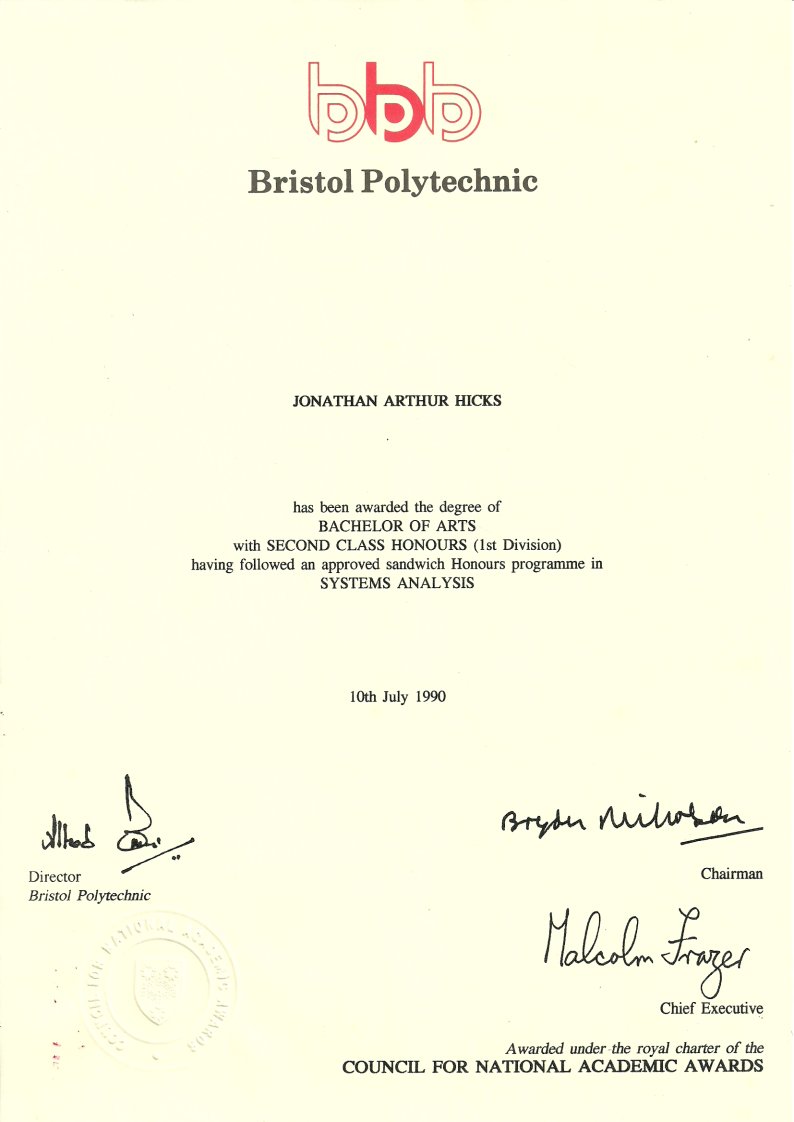 bbb
Bristol Polytechnic
JONATHAN ARTHUR HICKS
has been awarded the degree of
BACHELOR OF ARTS
with SECOND CLASS HONOURS (1st Division)
having followed an approved sandwich Honours programme in
SYSTEMS ANALYSIS
10th July 1990
Director
Bristol Polytechnic
Bryan Nicholson
Chairman
Malcolm Frazer
Chief Executive
COUNCIL FOR NATIONAL ACADEMIC AWARDS
Awarded under the royal charter of the
COUNCIL FOR NATIONAL ACADEMIC AWARDS